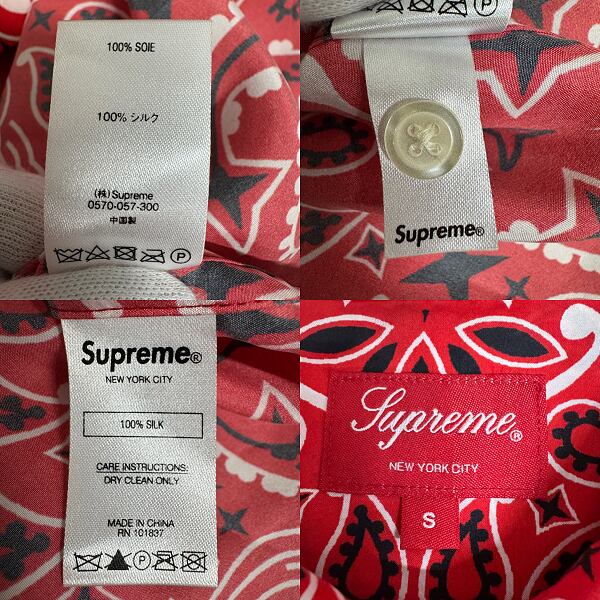 100% SOIE
100% シルク
(株) Supreme
0570-057-300
中国製
P
P
Supreme®
Supreme®
NEW YORK CITY
100% SILK
CARE INSTRUCTIONS:
DRY CLEAN ONLY
MADE IN CHINA
RN 101837
P
Supreme®
NEW YORK CITY
S